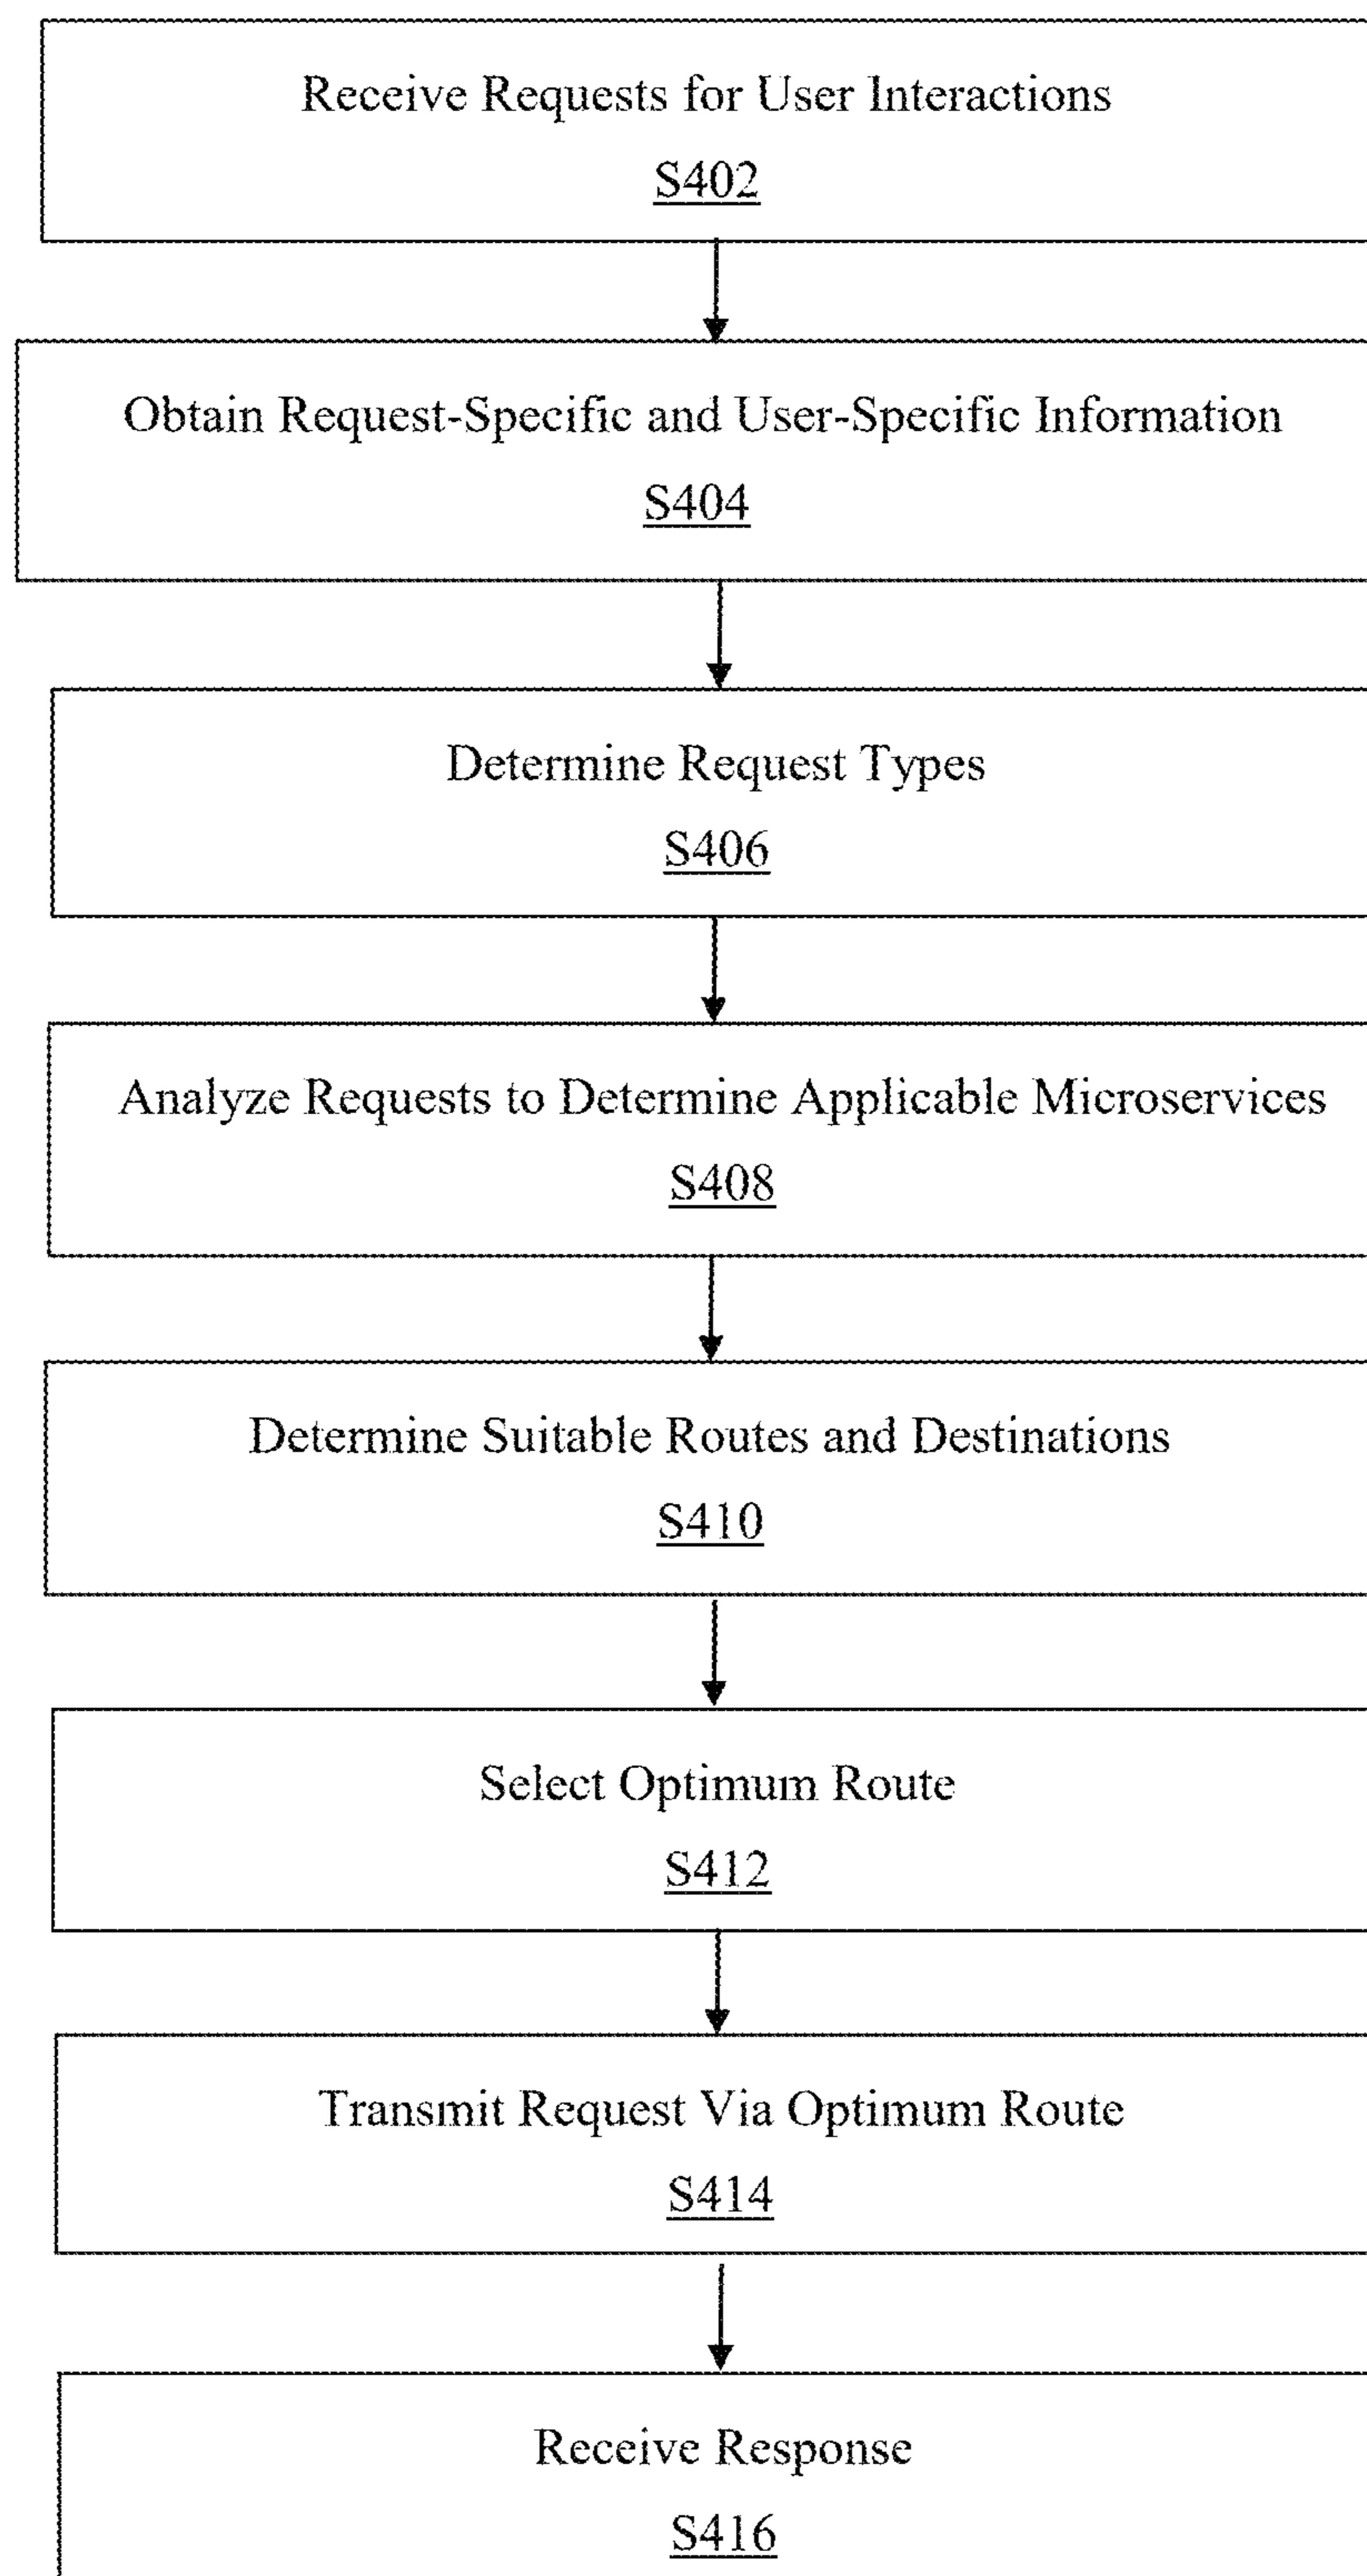 Receive Requests for User Interactions
S402
Obtain Request-Specific and User-Specific Information
S404
Determine Request Types
S406
Analyze Requests to Determine Applicable Microservices
S408
Determine Suitable Routes and Destinations
S410
Select Optimum Route
S412
Transmit Request Via Optimum Route
S414
Receive Response
S416